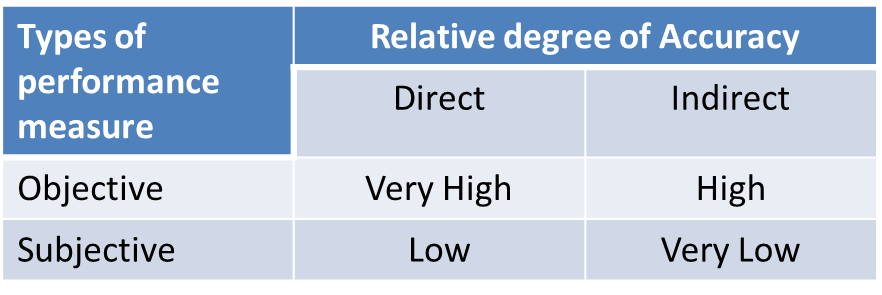 Types of
performance
measure
Relative degree of Accuracy
Direct
Indirect
Objective
Very High
High
Subjective
Low
Very Low